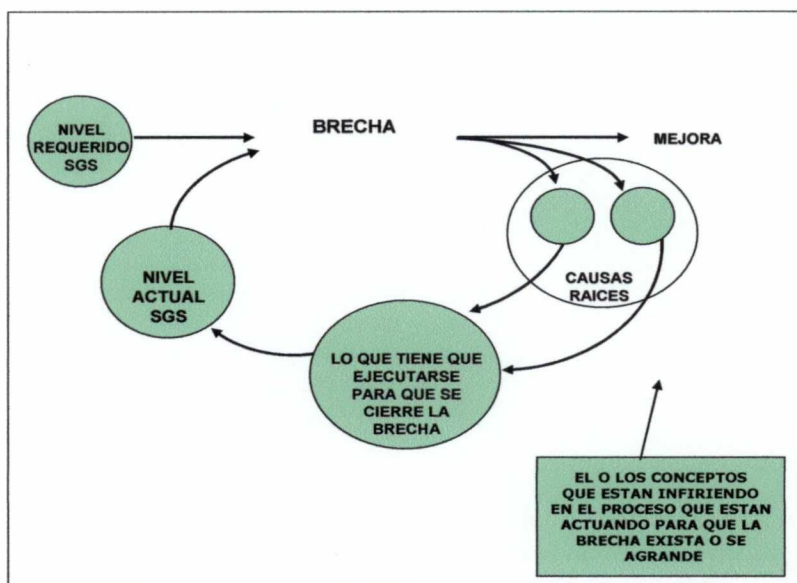 NIVEL
REQUERIDO
SGS
BRECHA
MEJORA
NIVEL
ACTUAL
SGS
CAUSAS
RAICES
LO QUE TIENE QUE
EJECUTARSE
PARA QUE SE
CIERRE LA
BRECHA
EL O LOS CONCEPTOS
QUE ESTAN INFIRIENDO
EN EL PROCESO QUE ESTAN
ACTUANDO PARA QUE LA
BRECHA EXISTA O SE
AGRANDE